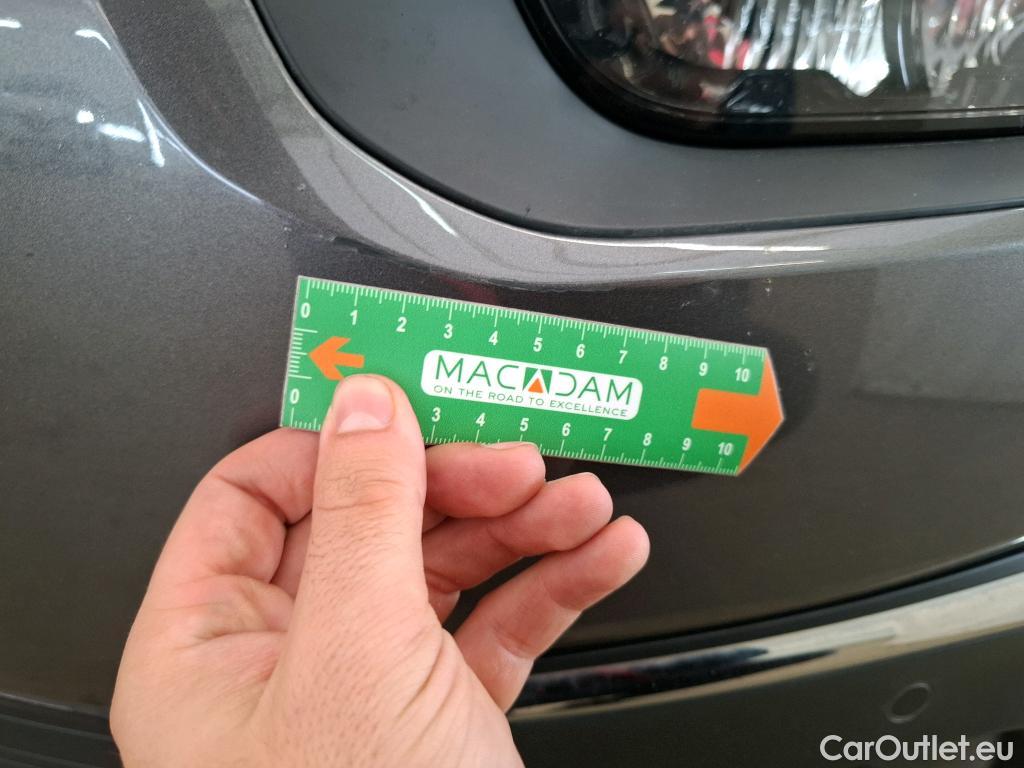 0 1 2 3 4 5 6 7 8 9 10
MACADAM
ON THE ROAD TO EXCELLENCE
0 3 4 5 6 7 8 9 10
CarOutlet.eu